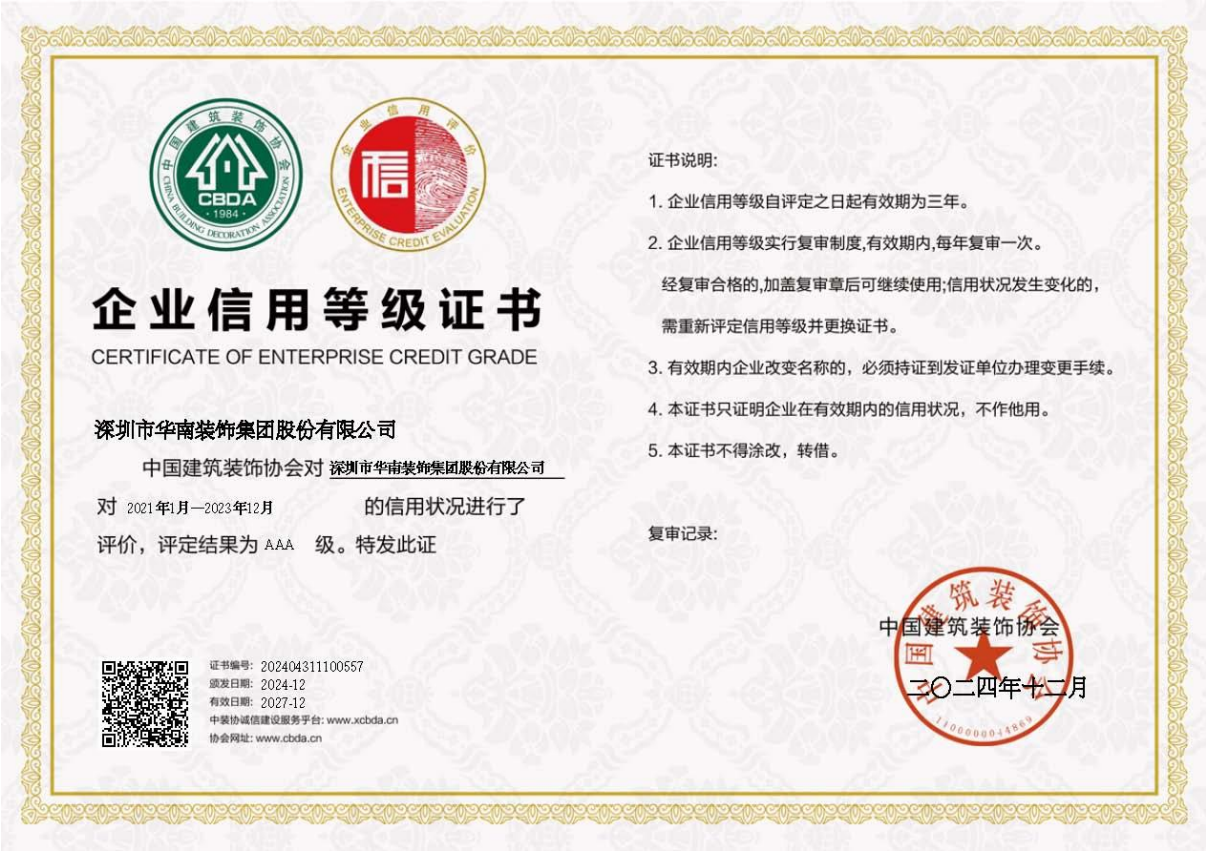 中国建筑装饰协会
CHINA BUILDING DECORATION ASSOCIATION
CBDA
·1984·
企业信用评价
信
ENTERPRISE CREDIT EVALUATION
企业信用等级证书
CERTIFICATE OF ENTERPRISE CREDIT GRADE
深圳市华南装饰集团股份有限公司
中国建筑装饰协会对 深圳市华南装饰集团股份有限公司
对 2021年1月—2023年12月 的信用状况进行了
评价，评定结果为 AAA 级。特发此证
证书编号: 202404311100557
颁发日期: 2024-12
有效日期: 2027-12
中装协诚信建设服务平台: www.xcbda.cn
协会网址: www.cbda.cn
证书说明:
1. 企业信用等级自评定之日起有效期为三年。
2. 企业信用等级实行复审制度,有效期内,每年复审一次。
经复审合格的,加盖复审章后可继续使用;信用状况发生变化的，
需重新评定信用等级并更换证书。
3. 有效期内企业改变名称的，必须持证到发证单位办理变更手续。
4. 本证书只证明企业在有效期内的信用状况，不作他用。
5. 本证书不得涂改，转借。
复审记录:
中国建筑装饰协会
中国建筑装饰协会
二〇二四年十二月
1100000044869